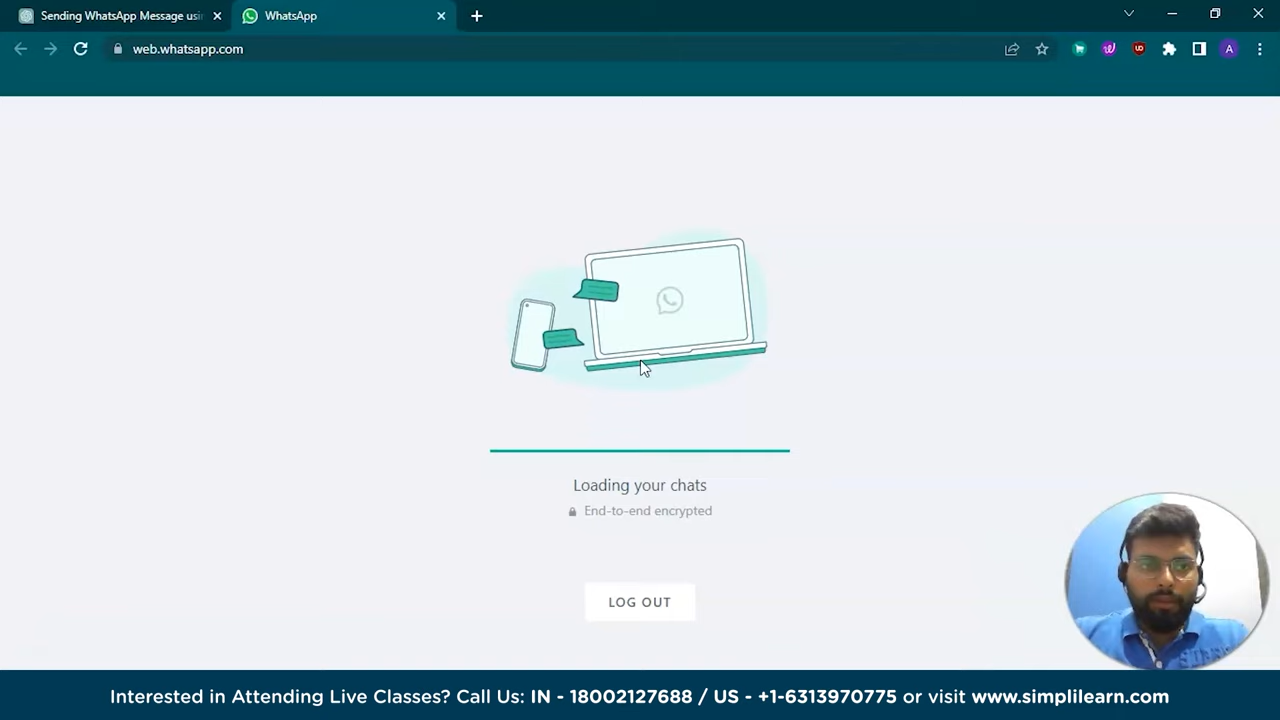 Sending WhatsApp Message usi
WhatsApp
web.whatsapp.com
UD
A
Loading your chats
End-to-end encrypted
LOG OUT
Interested in Attending Live Classes? Call Us: IN - 18002127688 / US - +1-6313970775 or visit www.simplilearn.com